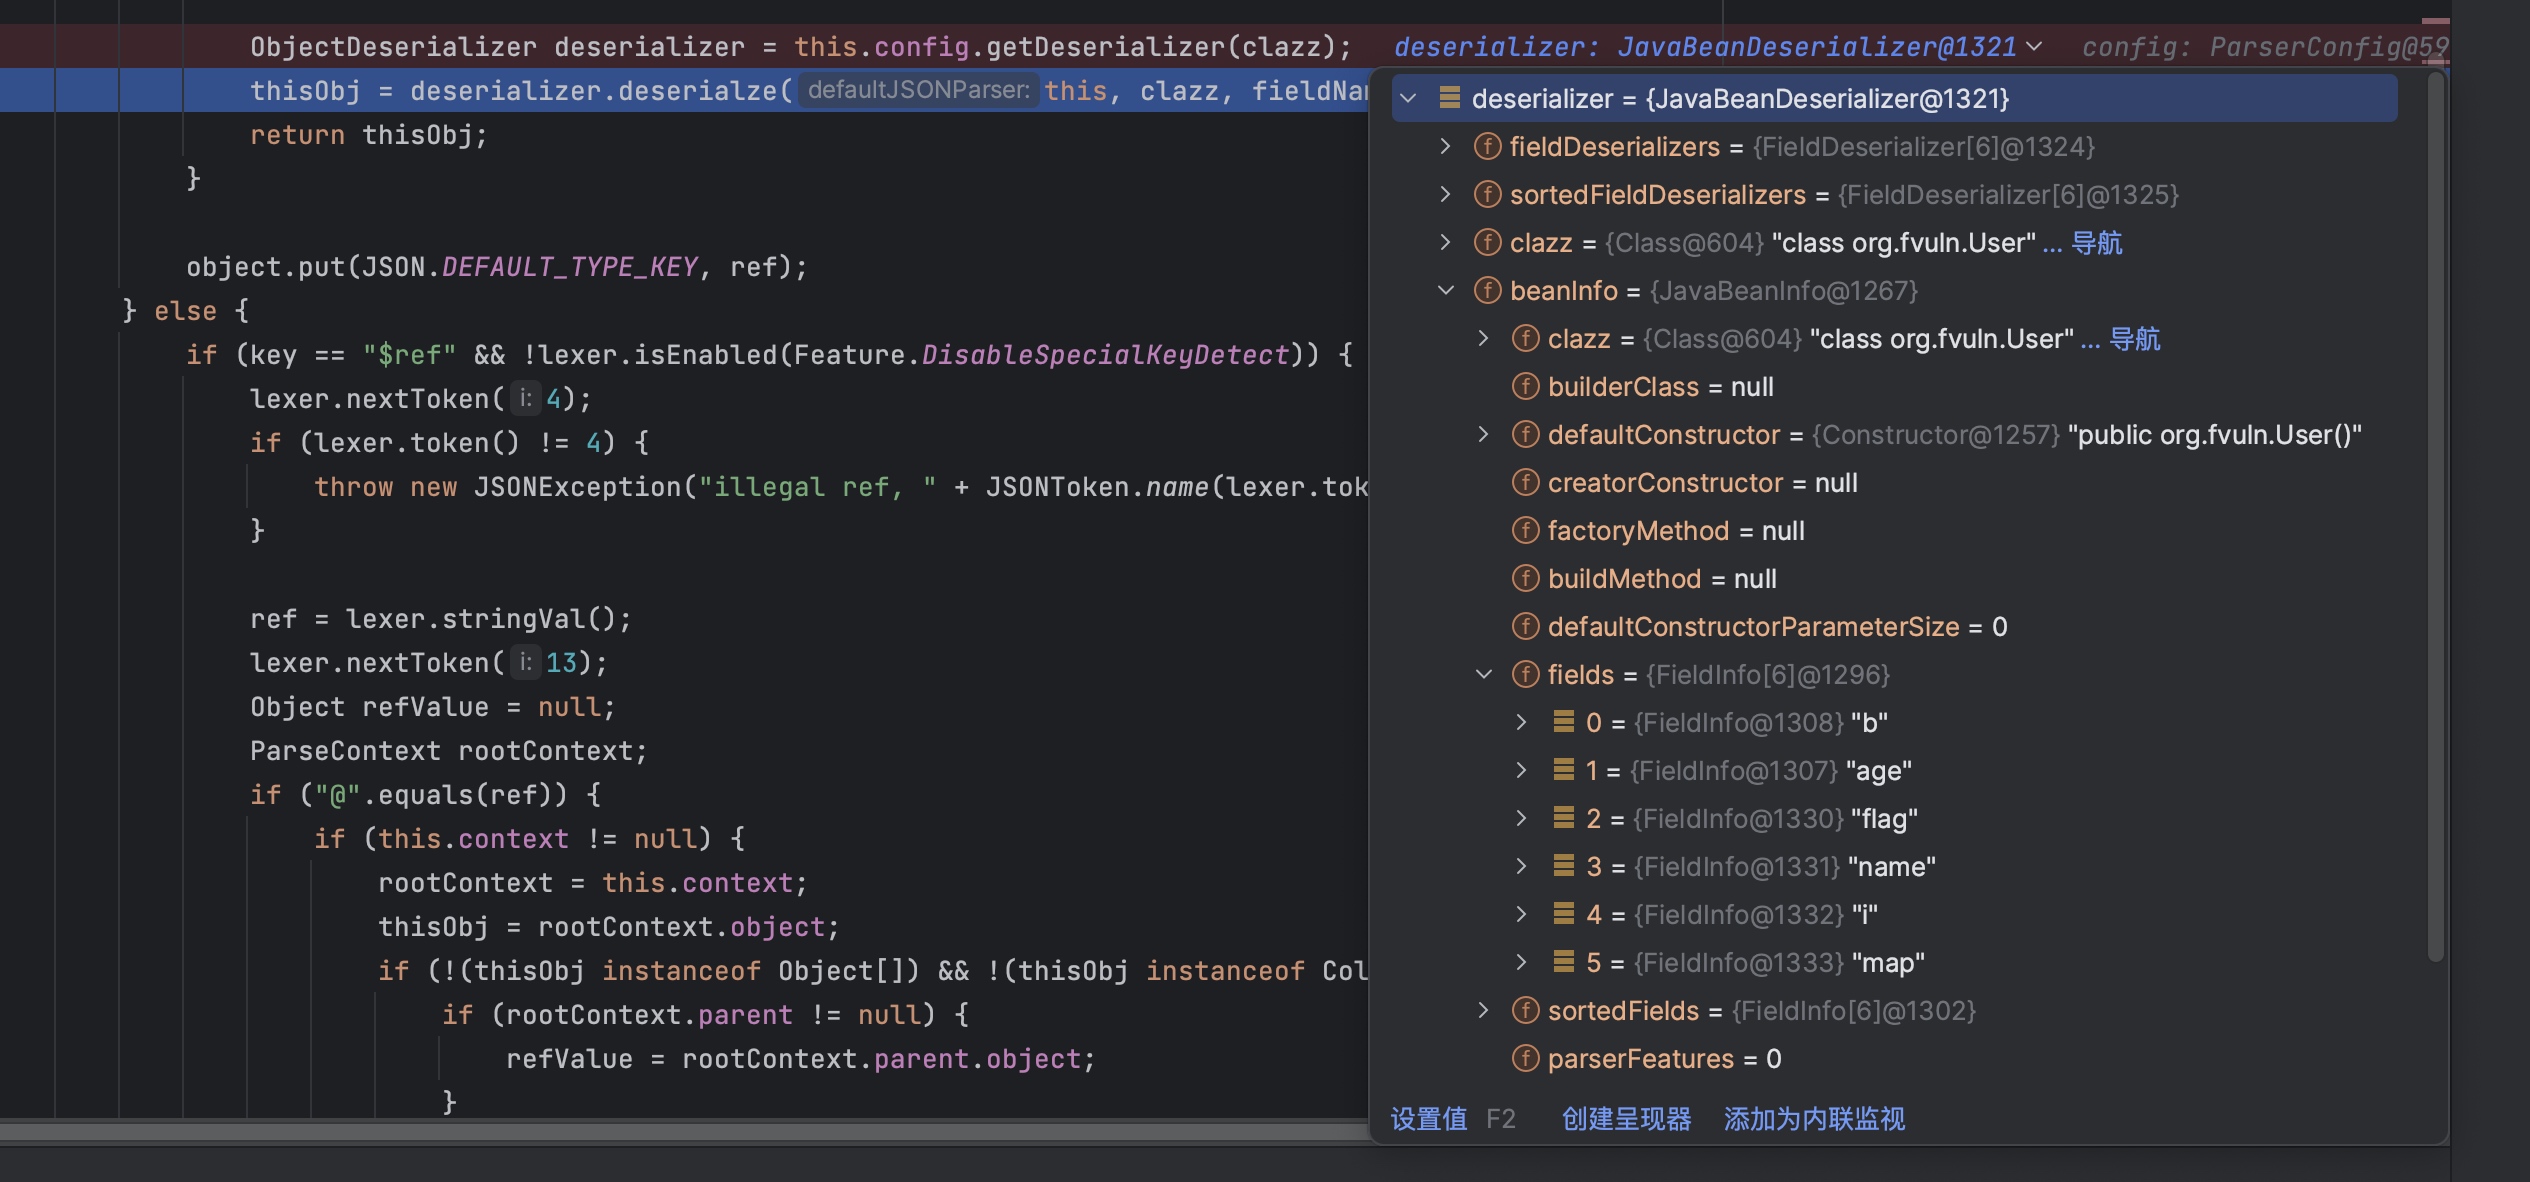 ObjectDeserializer deserializer = this.config.getDeserializer(clazz);   deserializer: JavaBeanDeserializer@1321   config: ParserConfig@59
thisObj = deserializer.deserialze( defaultJSONParser: this, clazz, fieldNa
return thisObj;
}
object.put(JSON.DEFAULT_TYPE_KEY, ref);
} else {
if (key == "$ref" && !lexer.isEnabled(Feature.DisableSpecialKeyDetect)) {
lexer.nextToken( i: 4);
if (lexer.token() != 4) {
throw new JSONException("illegal ref, " + JSONToken.name(lexer.tok
}
ref = lexer.stringVal();
lexer.nextToken( i: 13);
Object refValue = null;
ParseContext rootContext;
if ("@".equals(ref)) {
if (this.context != null) {
rootContext = this.context;
thisObj = rootContext.object;
if (!(thisObj instanceof Object[]) && !(thisObj instanceof Col
if (rootContext.parent != null) {
refValue = rootContext.parent.object;
}
deserializer = {JavaBeanDeserializer@1321}
f fieldDeserializers = {FieldDeserializer[6]@1324}
f sortedFieldDeserializers = {FieldDeserializer[6]@1325}
f clazz = {Class@604} "class org.fvuln.User" ... 导航
f beanInfo = {JavaBeanInfo@1267}
f clazz = {Class@604} "class org.fvuln.User" ... 导航
f builderClass = null
f defaultConstructor = {Constructor@1257} "public org.fvuln.User()"
f creatorConstructor = null
f factoryMethod = null
f buildMethod = null
f defaultConstructorParameterSize = 0
f fields = {FieldInfo[6]@1296}
0 = {FieldInfo@1308} "b"
1 = {FieldInfo@1307} "age"
2 = {FieldInfo@1330} "flag"
3 = {FieldInfo@1331} "name"
4 = {FieldInfo@1332} "i"
5 = {FieldInfo@1333} "map"
f sortedFields = {FieldInfo[6]@1302}
f parserFeatures = 0
设置值 F2 创建呈现器 添加为内联监视